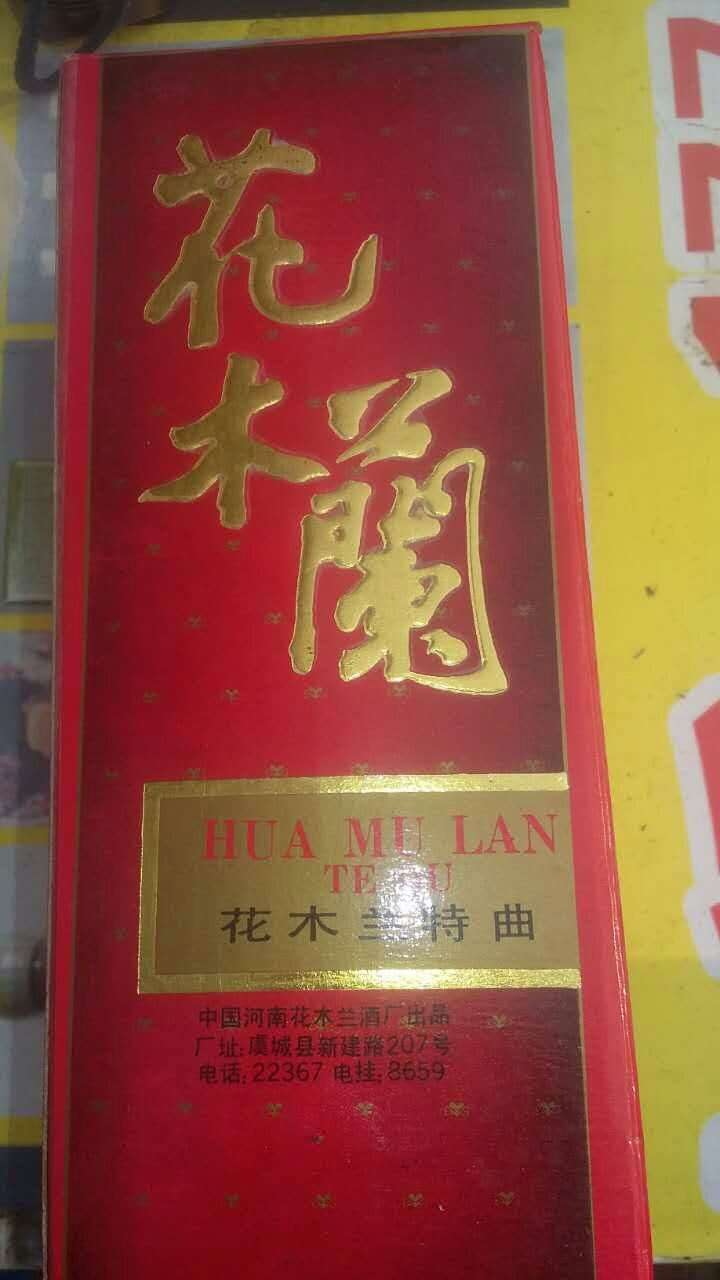 花
木
蘭
HUA MU LAN
TE QU
花木兰特曲
中国河南花木兰酒厂出品
厂址:虞城县新建路207号
电话:22367 电挂:8659